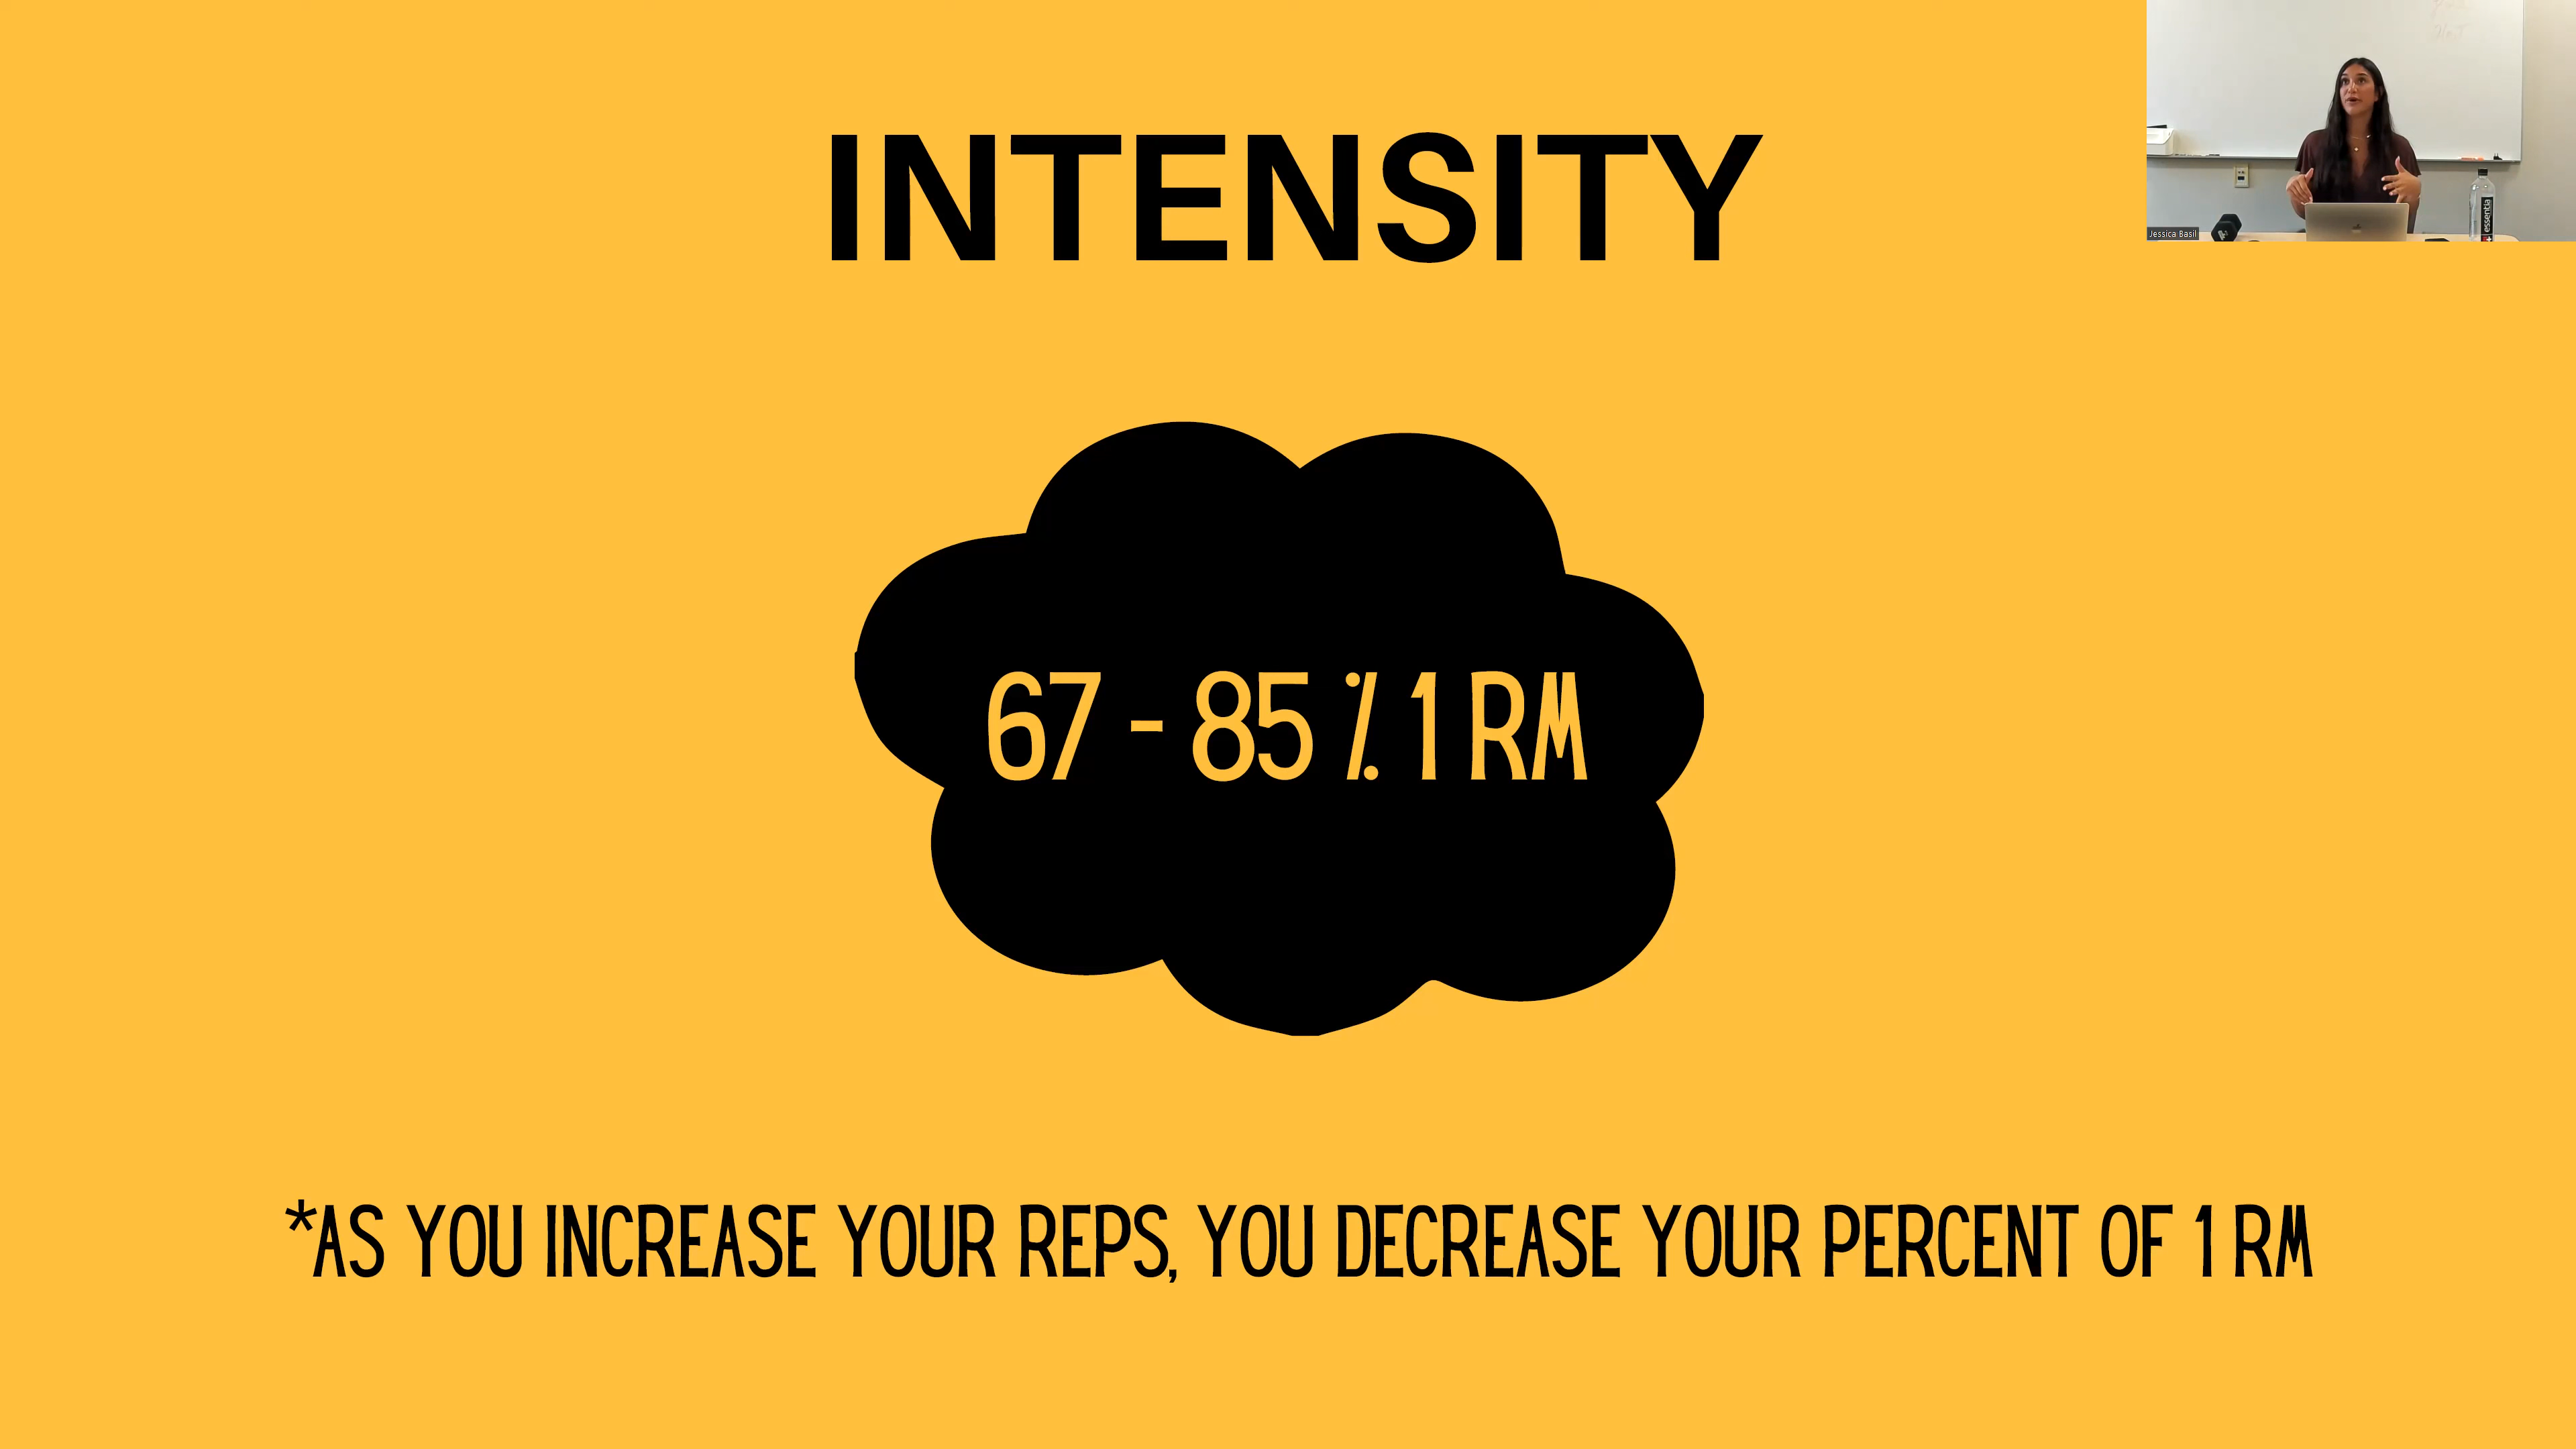 INTENSITY
67 - 85 % 1 RM
*AS YOU INCREASE YOUR REPS, YOU DECREASE YOUR PERCENT OF 1 RM
Jessica Basil
essentia